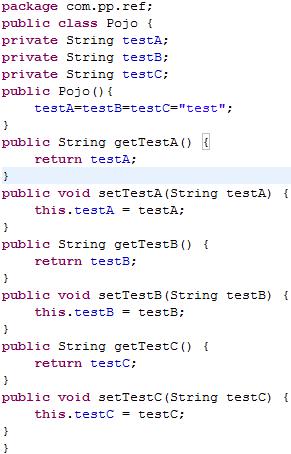 package com.pp.ref;
public class Pojo {
private String testA;
private String testB;
private String testC;
public Pojo(){
    testA=testB=testC="test";
}
public String getTestA() {
    return testA;
}
public void setTestA(String testA) {
    this.testA = testA;
}
public String getTestB() {
    return testB;
}
public void setTestB(String testB) {
    this.testB = testB;
}
public String getTestC() {
    return testC;
}
public void setTestC(String testC) {
    this.testC = testC;
}
}